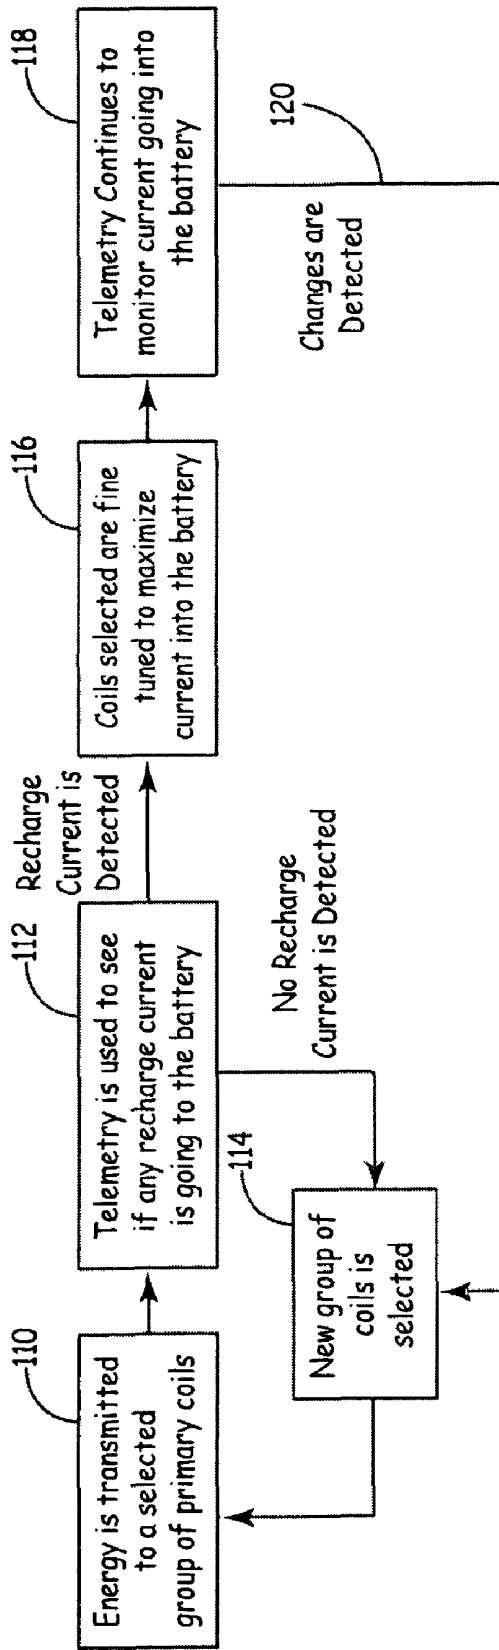 110
Energy is transmitted
to a selected
group of primary coils
112
Telemetry is used to see
if any recharge current
is going to the battery
Recharge
Current is
Detected
No Recharge
Current is Detected
114
New group of
coils is
selected
116
Coils selected are fine
tuned to maximize
current into the battery
118
Telemetry Continues to
monitor current going into
the battery
Changes are
Detected
120